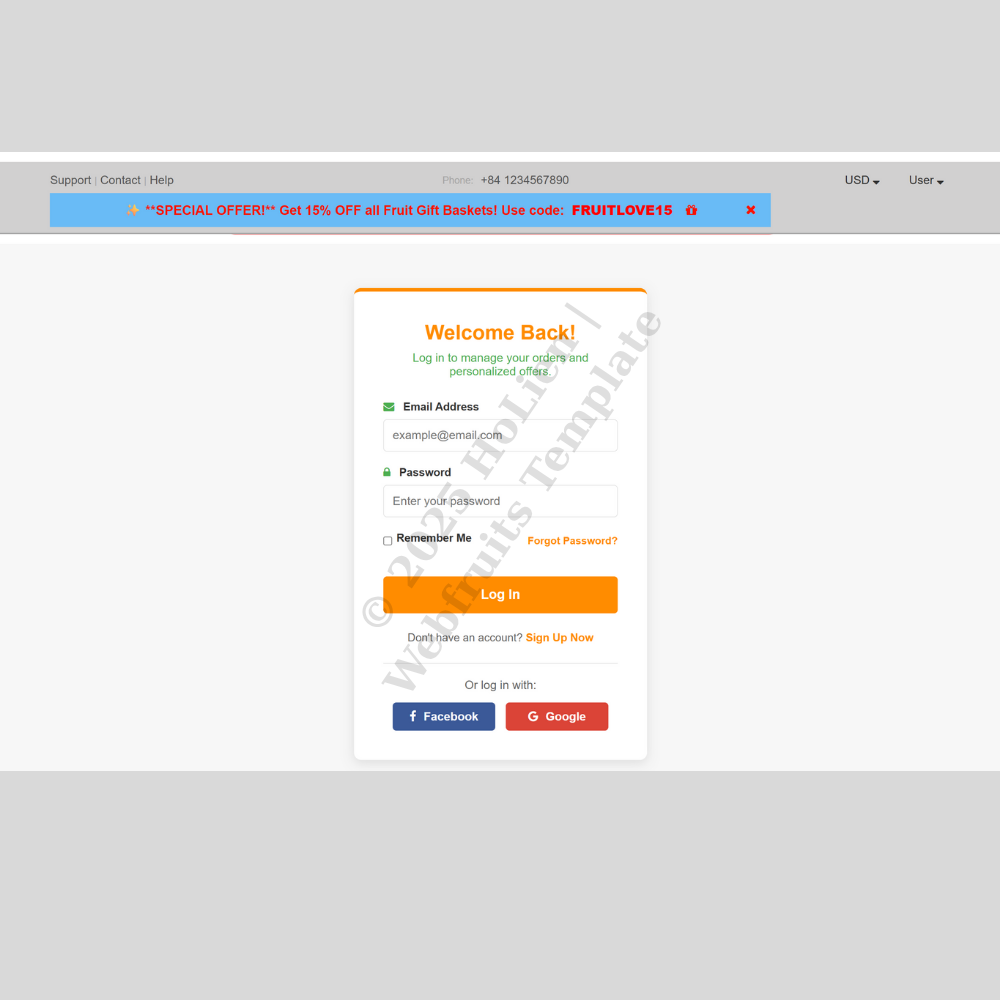 Support | Contact | Help
Phone: +84 1234567890
USD
User
✨ **SPECIAL OFFER!** Get 15% OFF all Fruit Gift Baskets! Use code: FRUITLOVE15
Welcome Back!
Log in to manage your orders and
personalized offers.
Email Address
example@email.com
Password
Enter your password
Remember Me
Forgot Password?
Log In
Don't have an account? Sign Up Now
Or log in with:
Facebook
G Google
© 2025 HoLien |
Webfruits Template